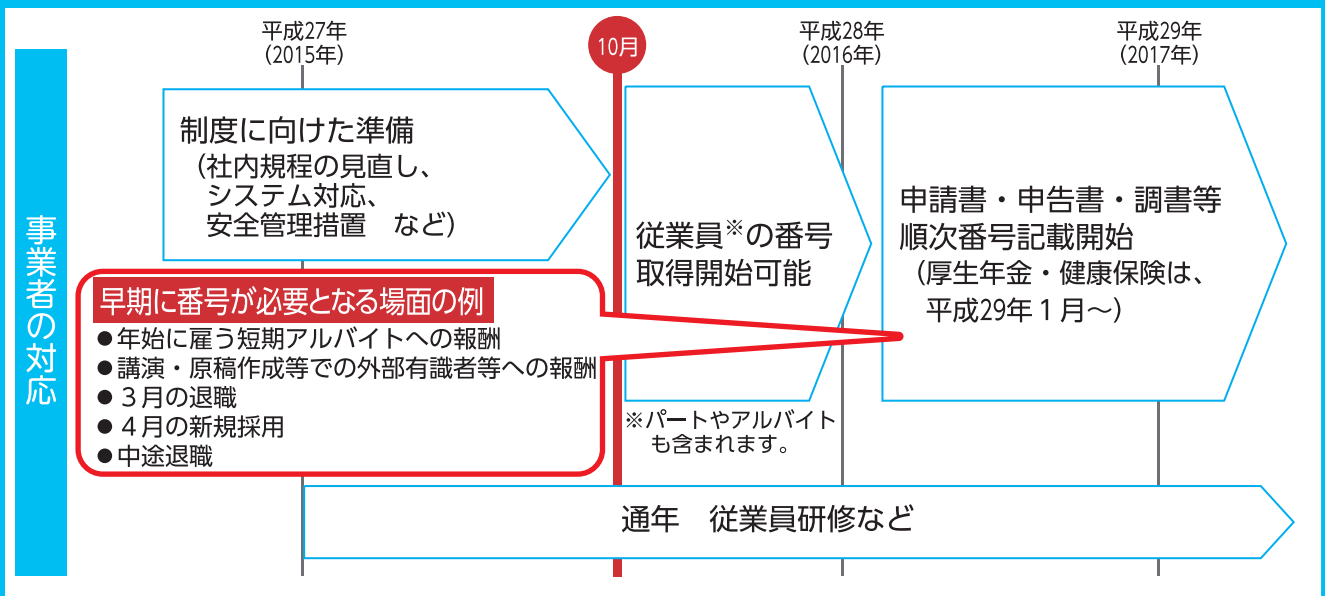 平成27年
(2015年)
10月
平成28年
(2016年)
平成29年
(2017年)
事業者の対応
制度に向けた準備
（社内規程の見直し、
システム対応、
安全管理措置　など）
従業員※の番号
取得開始可能
申請書・申告書・調書等
順次番号記載開始
（厚生年金・健康保険は、
平成29年１月～）
早期に番号が必要となる場面の例
●年始に雇う短期アルバイトへの報酬
●講演・原稿作成等での外部有識者等への報酬
●３月の退職
●４月の新規採用
●中途退職
※パートやアルバイト
も含まれます。
通年　従業員研修など